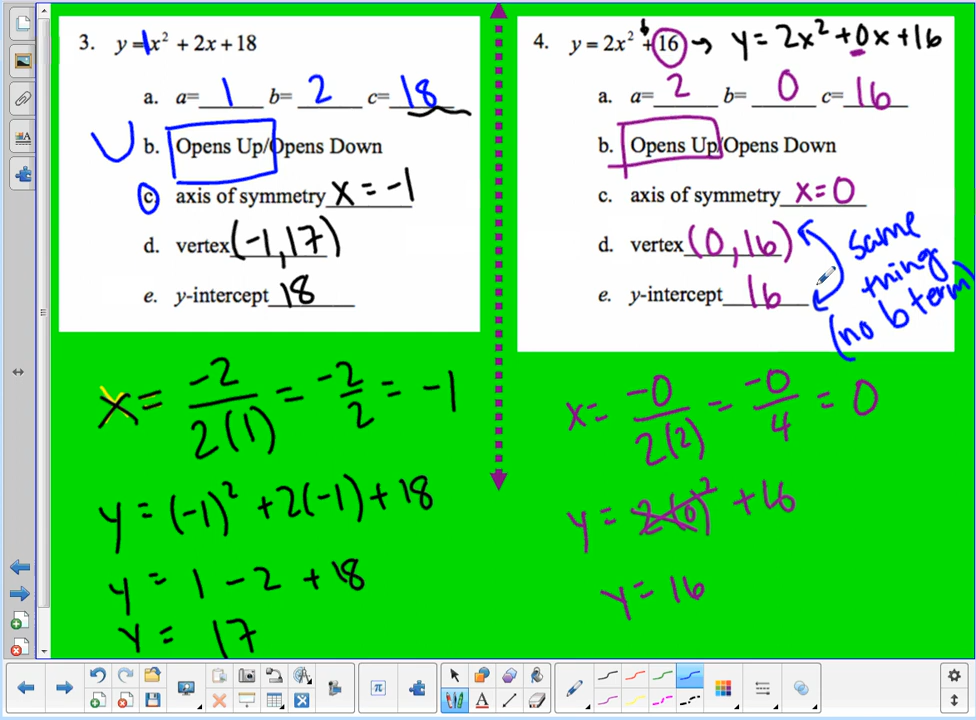 3. y = 1x² + 2x + 18
a. a= 1 b= 2 c= 18
b. Opens Up/Opens Down
c. axis of symmetry x = -1
d. vertex (-1, 17)
e. y-intercept 18
x = -2/2(1) = -2/2 = -1
y = (-1)² + 2(-1) + 18
y = 1 - 2 + 18
y = 17
4. y = 2x² + 16 → y = 2x² + 0x + 16
a. a= 2 b= 0 c= 16
b. Opens Up/Opens Down
c. axis of symmetry x = 0
d. vertex (0, 16)
e. y-intercept 16
same
thing
(no b term)
x = -0/2(2) = -0/4 = 0
y = 2(0)² + 16
y = 16